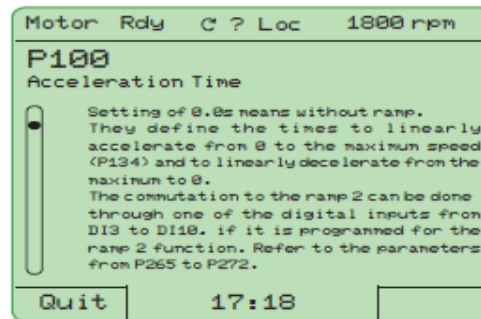 Motor Rdy C ? Loc 1800 rpm
P100
Acceleration Time
Setting of 0.0s means without ramp.
They define the times to linearly
accelerate from 0 to the maximum speed
(P134) and to linearly decelerate from the
maximum to 0.
The commutation to the ramp 2 can be done
through one of the digital inputs from
DI3 to DI10. if it is programmed for the
ramp 2 function. Refer to the parameters
from P265 to P272.
Quit 17:18